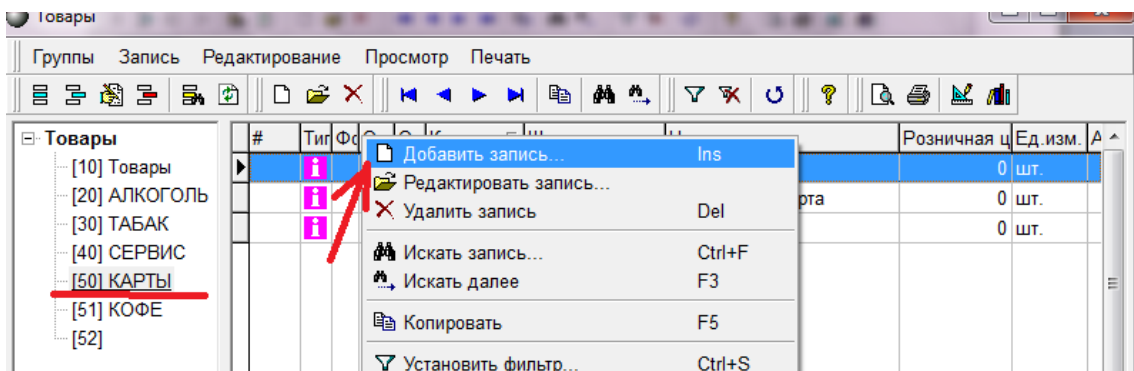 Товары
Группы Запись Редактирование Просмотр Печать
Товары
[10] Товары
[20] АЛКОГОЛЬ
[30] ТАБАК
[40] СЕРВИС
[50] КАРТЫ
[51] КОФЕ
[52]
# Тип Розничная ц Ед.изм.
0 шт.
рта 0 шт.
0 шт.
Добавить запись... Ins
Редактировать запись...
Удалить запись Del
Искать запись... Ctrl+F
Искать далее F3
Копировать F5
Установить фильтр... Ctrl+S